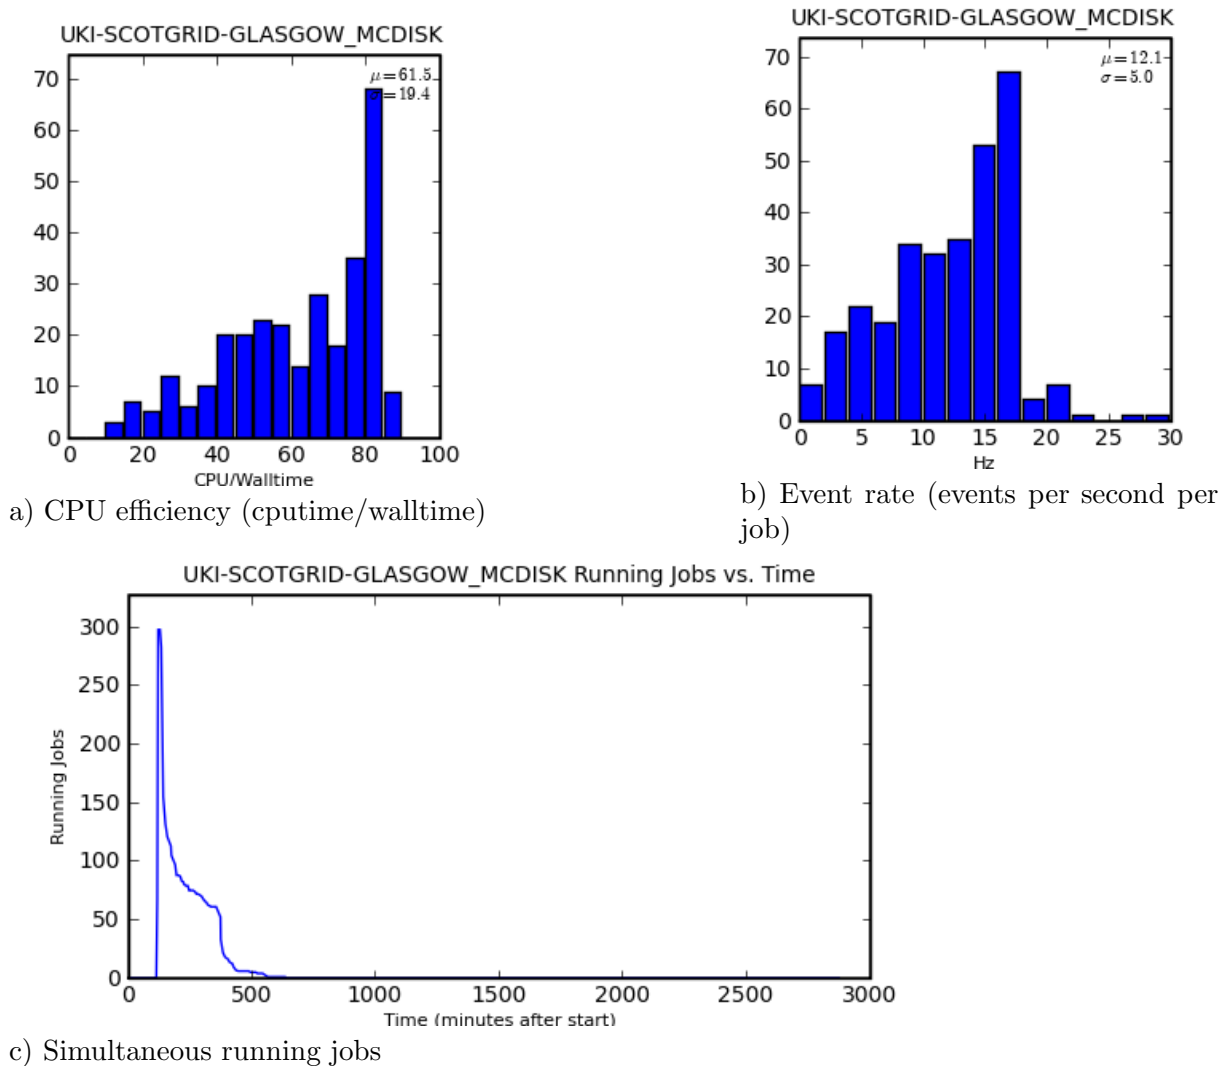 UKI-SCOTGRID-GLASGOW_MCDISK
μ=61.5
σ=19.4
70
60
50
40
30
20
10
0
0 20 40 60 80 100
CPU/Walltime
a) CPU efficiency (cputime/walltime)
UKI-SCOTGRID-GLASGOW_MCDISK
μ=12.1
σ=5.0
70
60
50
40
30
20
10
0
0 5 10 15 20 25 30
Hz
b) Event rate (events per second per
job)
UKI-SCOTGRID-GLASGOW_MCDISK Running Jobs vs. Time
Running Jobs
300
250
200
150
100
50
0
0 500 1000 1500 2000 2500 3000
Time (minutes after start)
c) Simultaneous running jobs